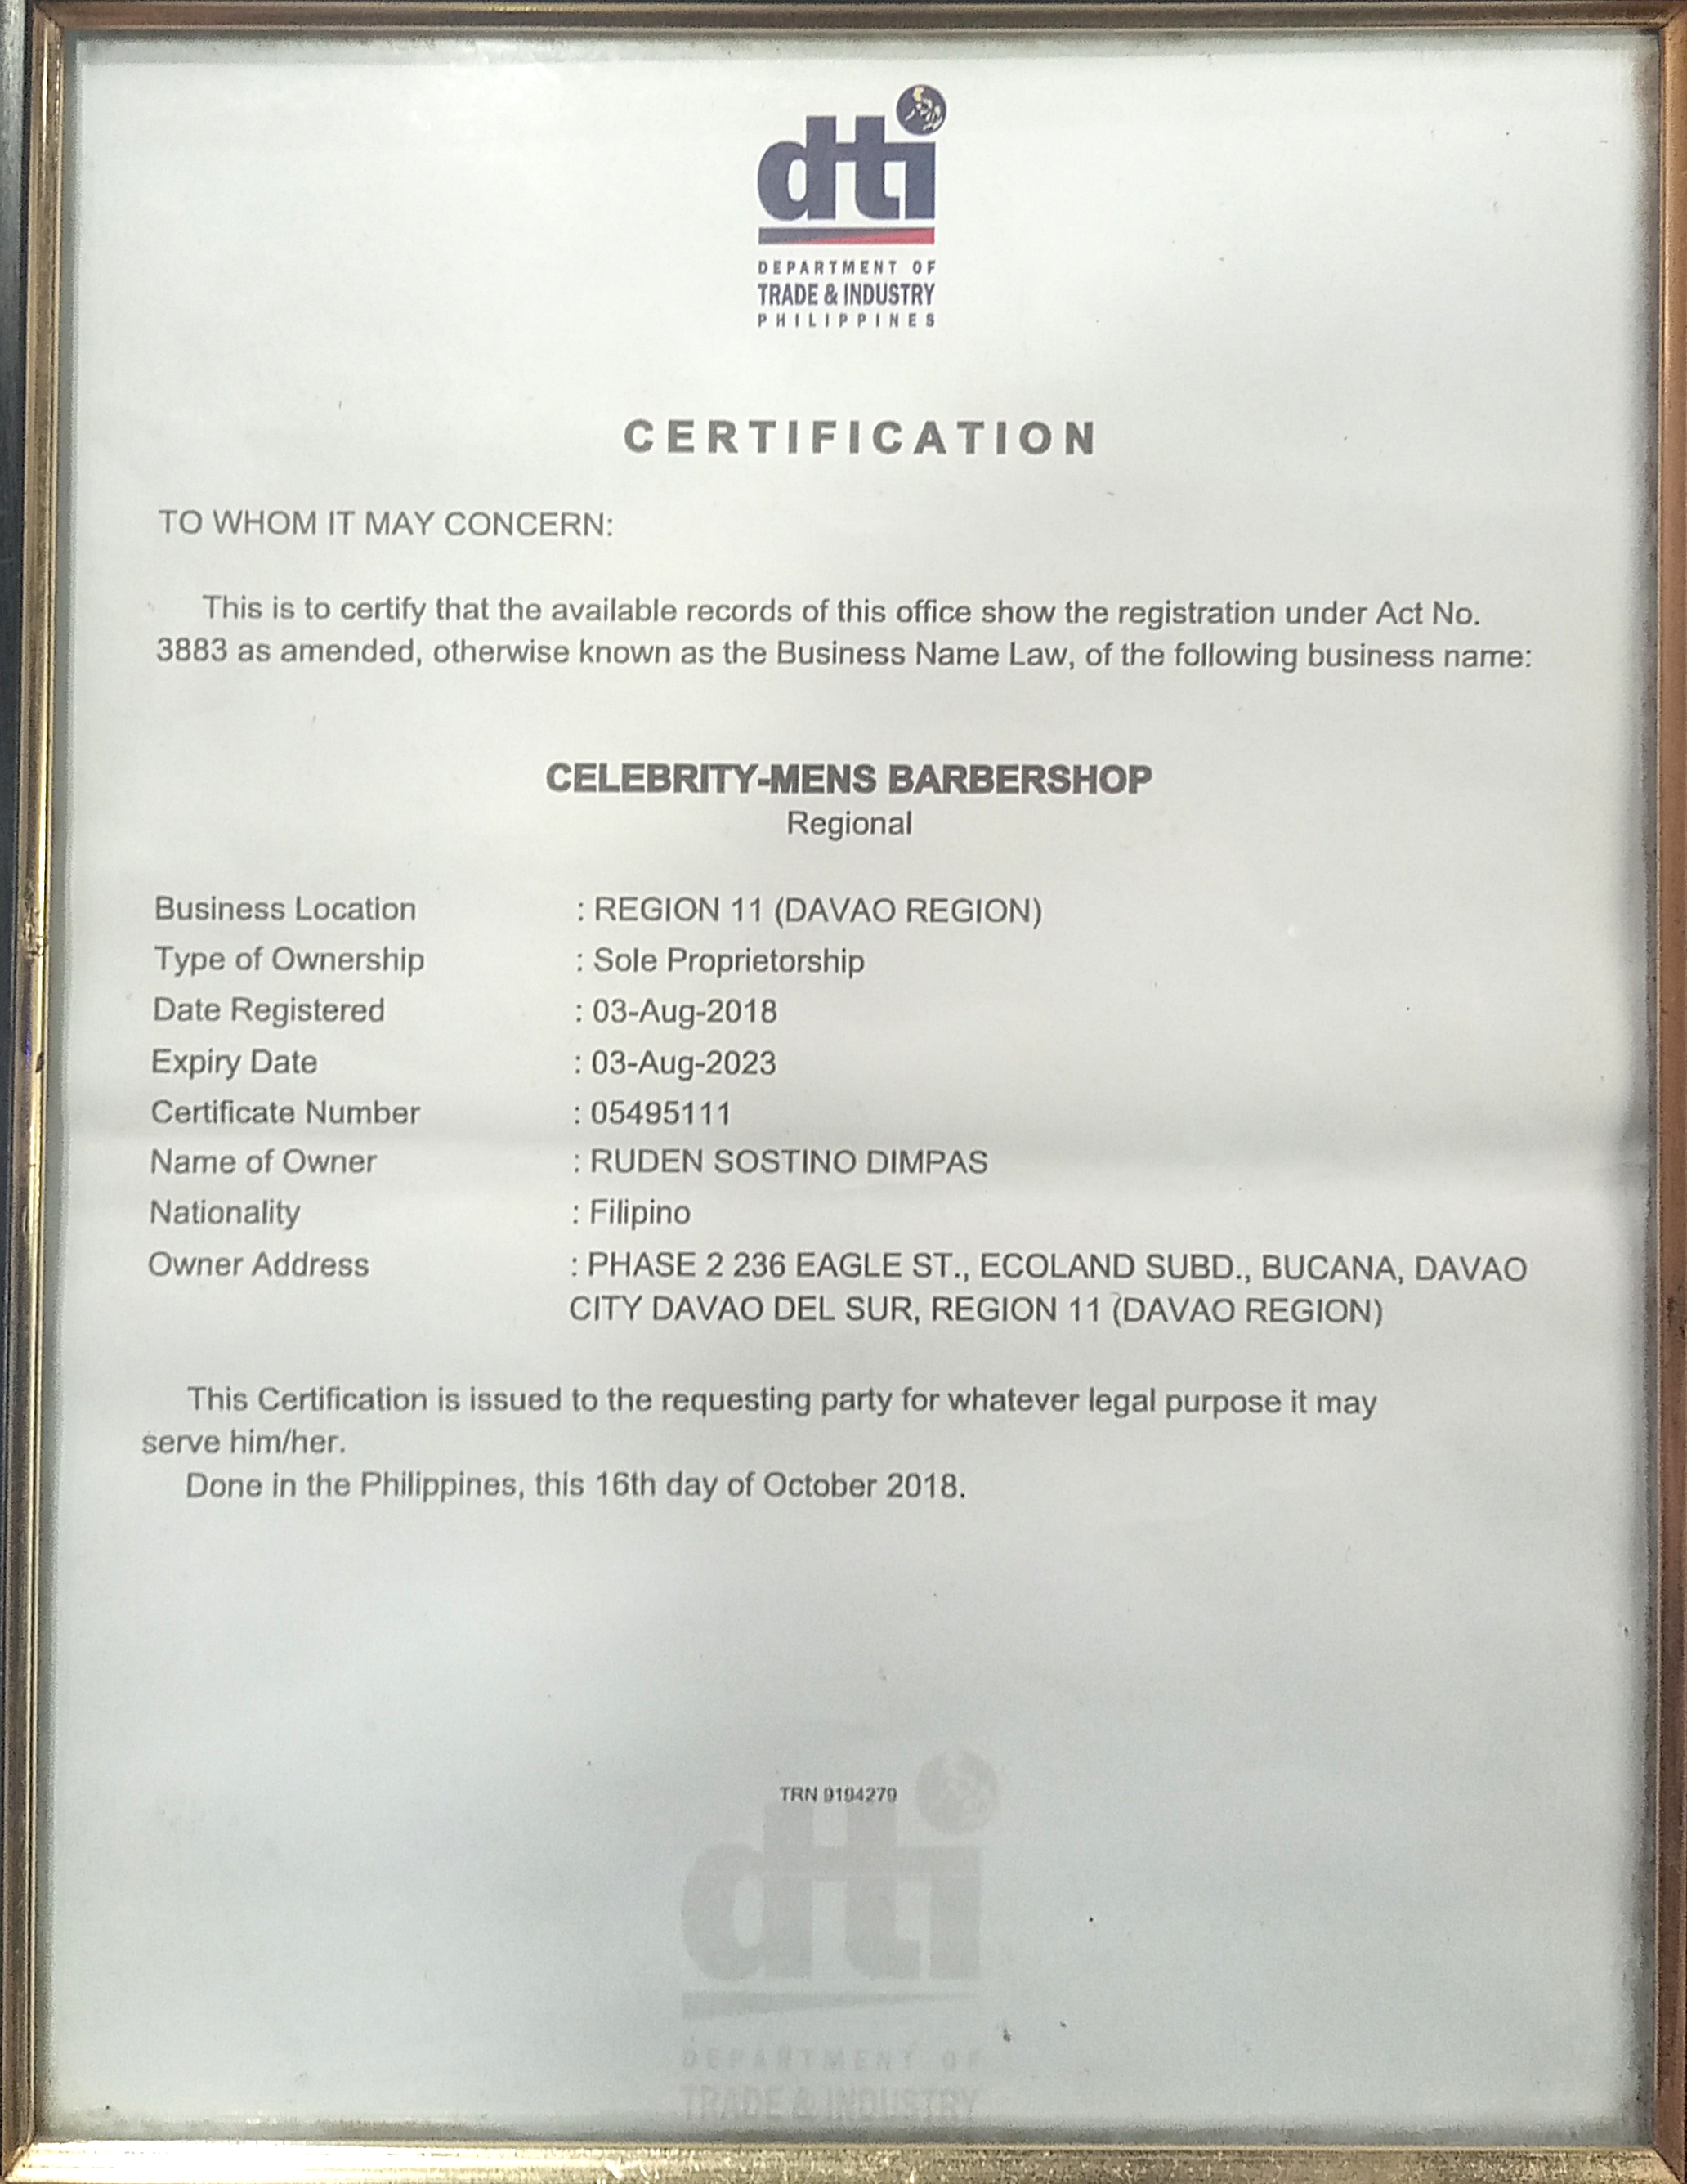 dti
DEPARTMENT OF
TRADE & INDUSTRY
PHILIPPINES
CERTIFICATION
TO WHOM IT MAY CONCERN:
This is to certify that the available records of this office show the registration under Act No.
3883 as amended, otherwise known as the Business Name Law, of the following business name:
CELEBRITY-MENS BARBERSHOP
Regional
Business Location : REGION 11 (DAVAO REGION)
Type of Ownership : Sole Proprietorship
Date Registered : 03-Aug-2018
Expiry Date : 03-Aug-2023
Certificate Number : 05495111
Name of Owner : RUDEN SOSTINO DIMPAS
Nationality : Filipino
Owner Address : PHASE 2 236 EAGLE ST., ECOLAND SUBD., BUCANA, DAVAO
CITY DAVAO DEL SUR, REGION 11 (DAVAO REGION)
This Certification is issued to the requesting party for whatever legal purpose it may
serve him/her.
Done in the Philippines, this 16th day of October 2018.
TRN 9194279
dti
DEPARTMENT OF
TRADE & INDUSTRY